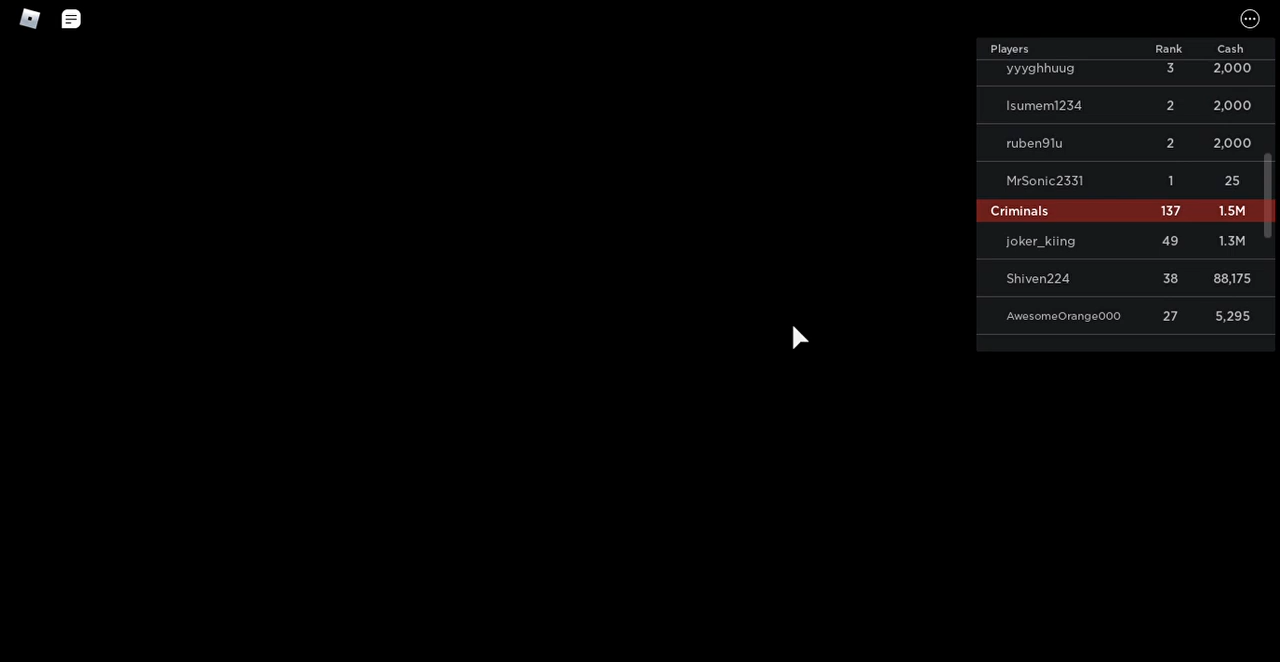 Players Rank Cash
yyyghhuug 3 2,000
Isumem1234 2 2,000
ruben91u 2 2,000
MrSonic2331 1 25
Criminals 137 1.5M
joker_kiing 49 1.3M
Shiven224 38 88,175
AwesomeOrange000 27 5,295